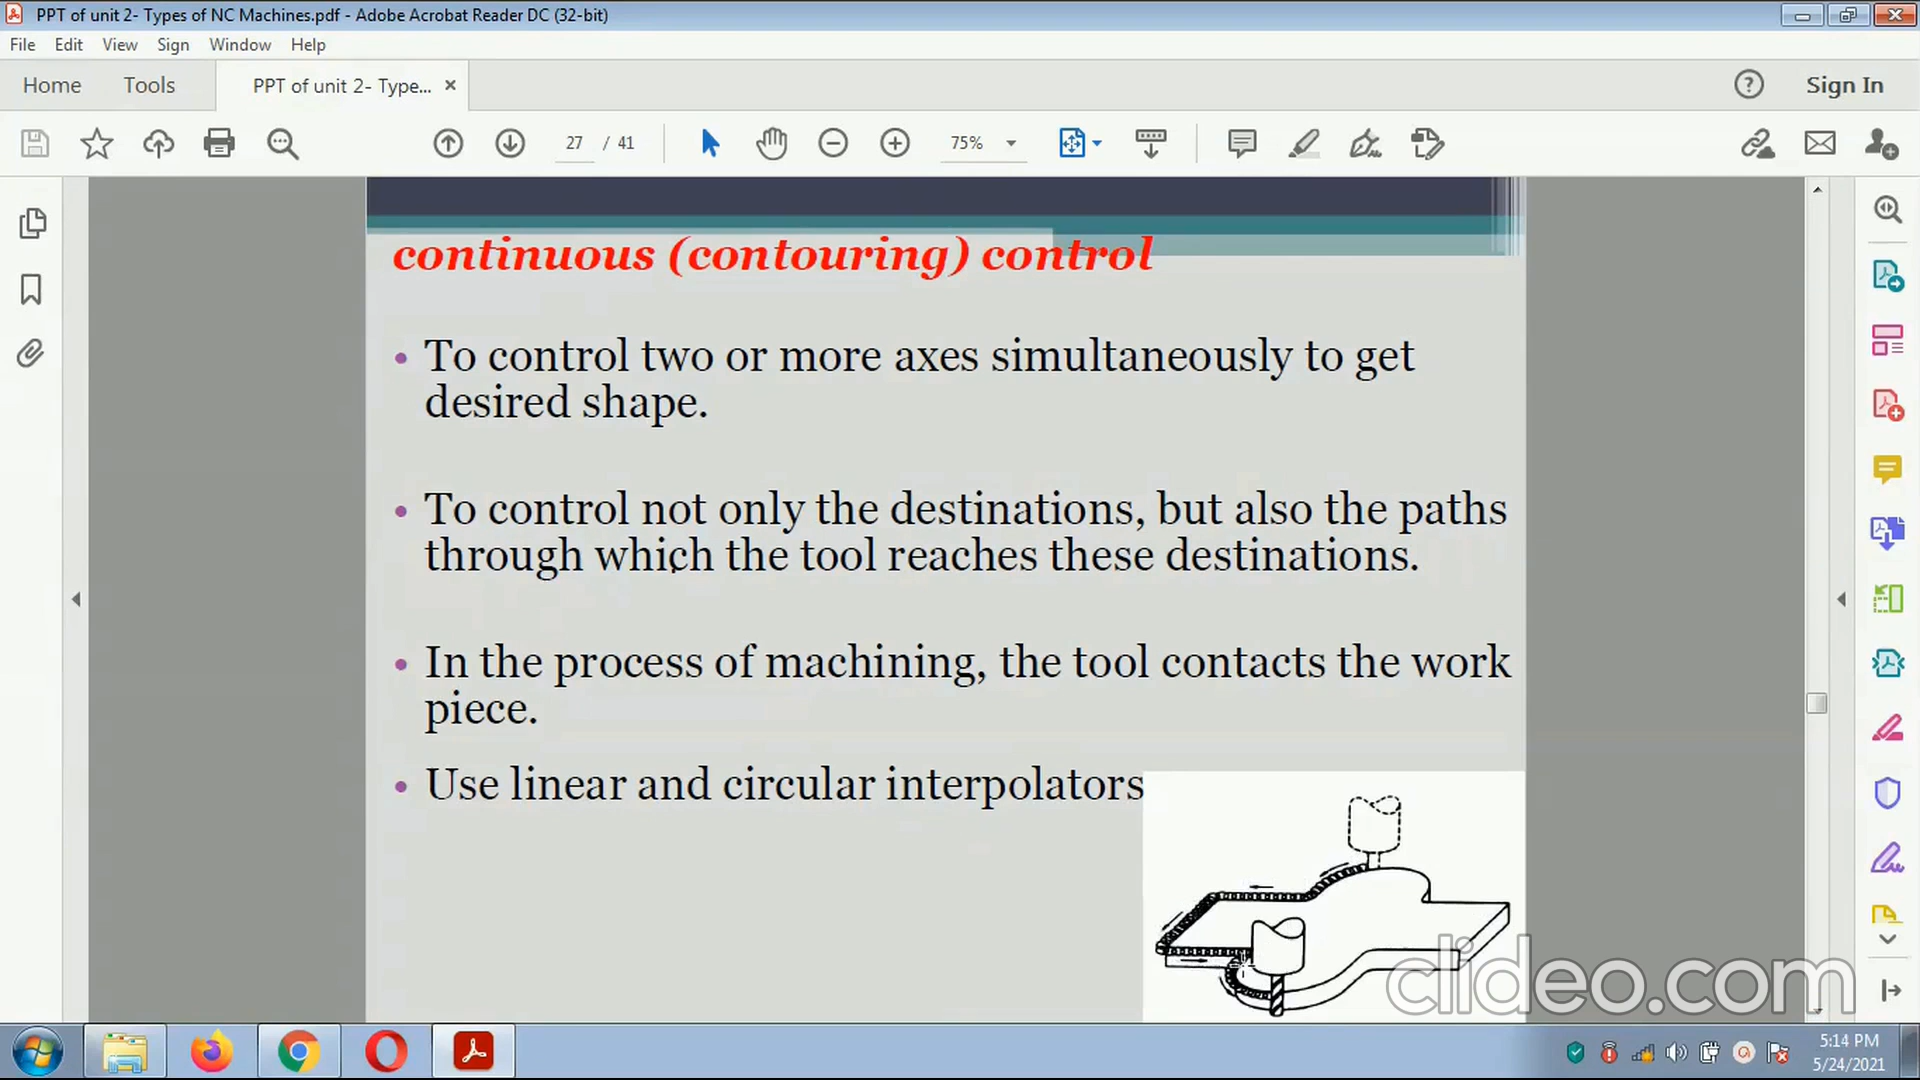 PPT of unit 2- Types of NC Machines.pdf - Adobe Acrobat Reader DC (32-bit)
File Edit View Sign Window Help
Home Tools PPT of unit 2- Type... Sign In
27 / 41 75%
continuous (contouring) control
• To control two or more axes simultaneously to get
desired shape.
• To control not only the destinations, but also the paths
through which the tool reaches these destinations.
• In the process of machining, the tool contacts the work
piece.
• Use linear and circular interpolators
clideo.com
5:14 PM
5/24/2021